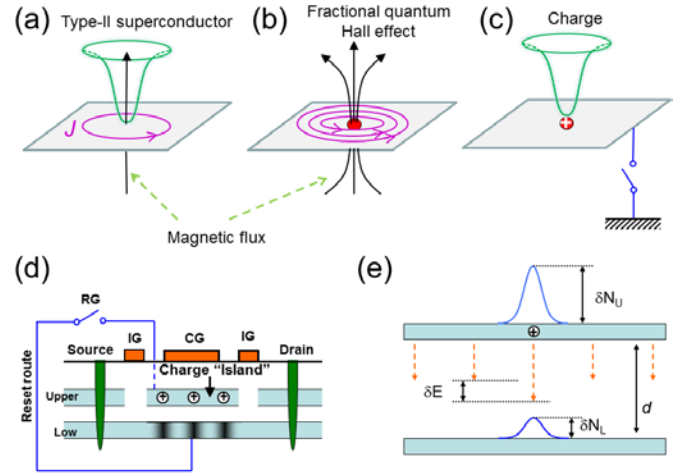 (a)
Type-II superconductor
J
(b)
Fractional quantum
Hall effect
(c)
Charge
+
Magnetic flux
(d)
RG
IG
CG
IG
Source
Drain
Charge "Island"
Reset route
Upper
+ + +
Low
(e)
δN_U
+
δE
d
δN_L